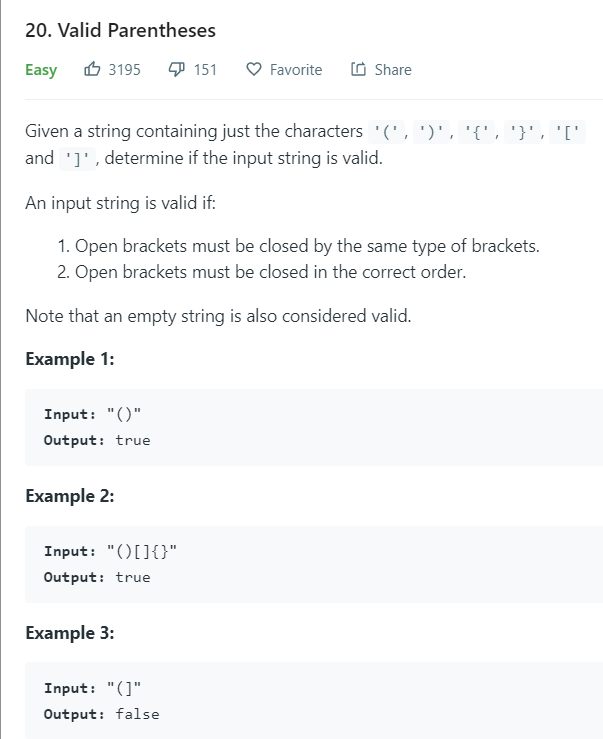 20. Valid Parentheses
Easy 3195 151 Favorite Share
Given a string containing just the characters '(', ')', '{', '}', '['
and ']', determine if the input string is valid.
An input string is valid if:
1. Open brackets must be closed by the same type of brackets.
2. Open brackets must be closed in the correct order.
Note that an empty string is also considered valid.
Example 1:
Input: "()"
Output: true
Example 2:
Input: "()[]{}"
Output: true
Example 3:
Input: "(]"
Output: false